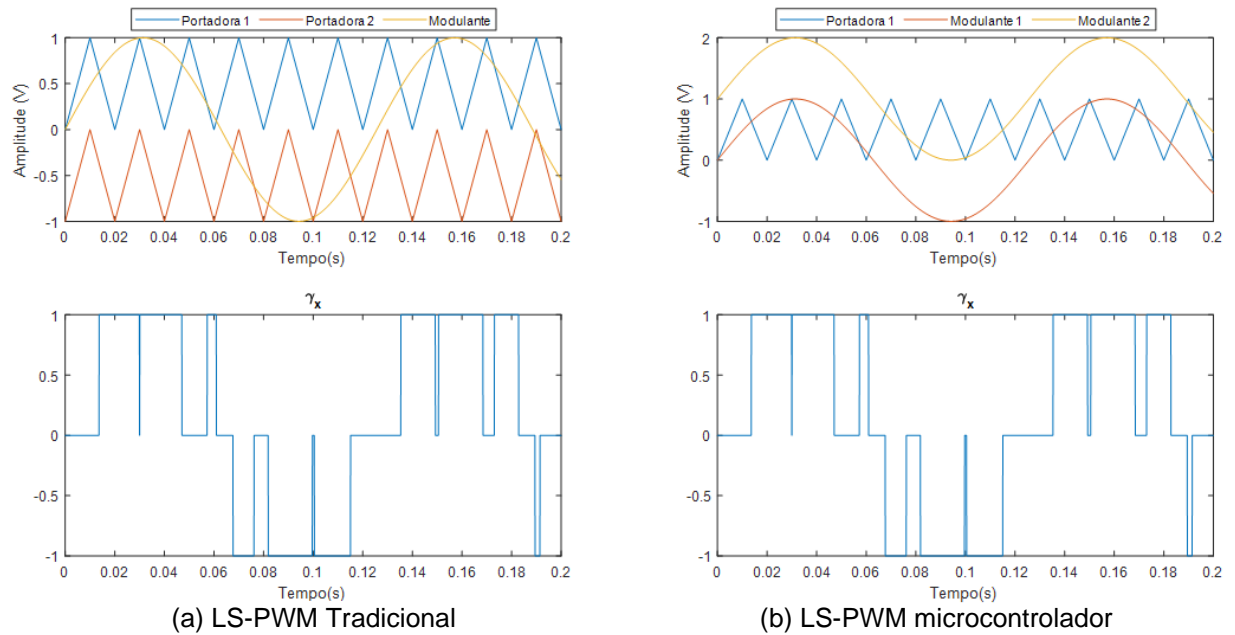 Portadora 1 Portadora 2 Modulante
1
0.5
0
-0.5
-1
Amplitude (V)
0 0.02 0.04 0.06 0.08 0.1 0.12 0.14 0.16 0.18 0.2
Tempo(s)
γx
1
0.5
0
-0.5
-1
0 0.02 0.04 0.06 0.08 0.1 0.12 0.14 0.16 0.18 0.2
Tempo(s)
(a) LS-PWM Tradicional
Portadora 1 Modulante 1 Modulante 2
2
1
0
-1
Amplitude (V)
0 0.02 0.04 0.06 0.08 0.1 0.12 0.14 0.16 0.18 0.2
Tempo(s)
γx
1
0.5
0
-0.5
-1
0 0.02 0.04 0.06 0.08 0.1 0.12 0.14 0.16 0.18 0.2
Tempo(s)
(b) LS-PWM microcontrolador